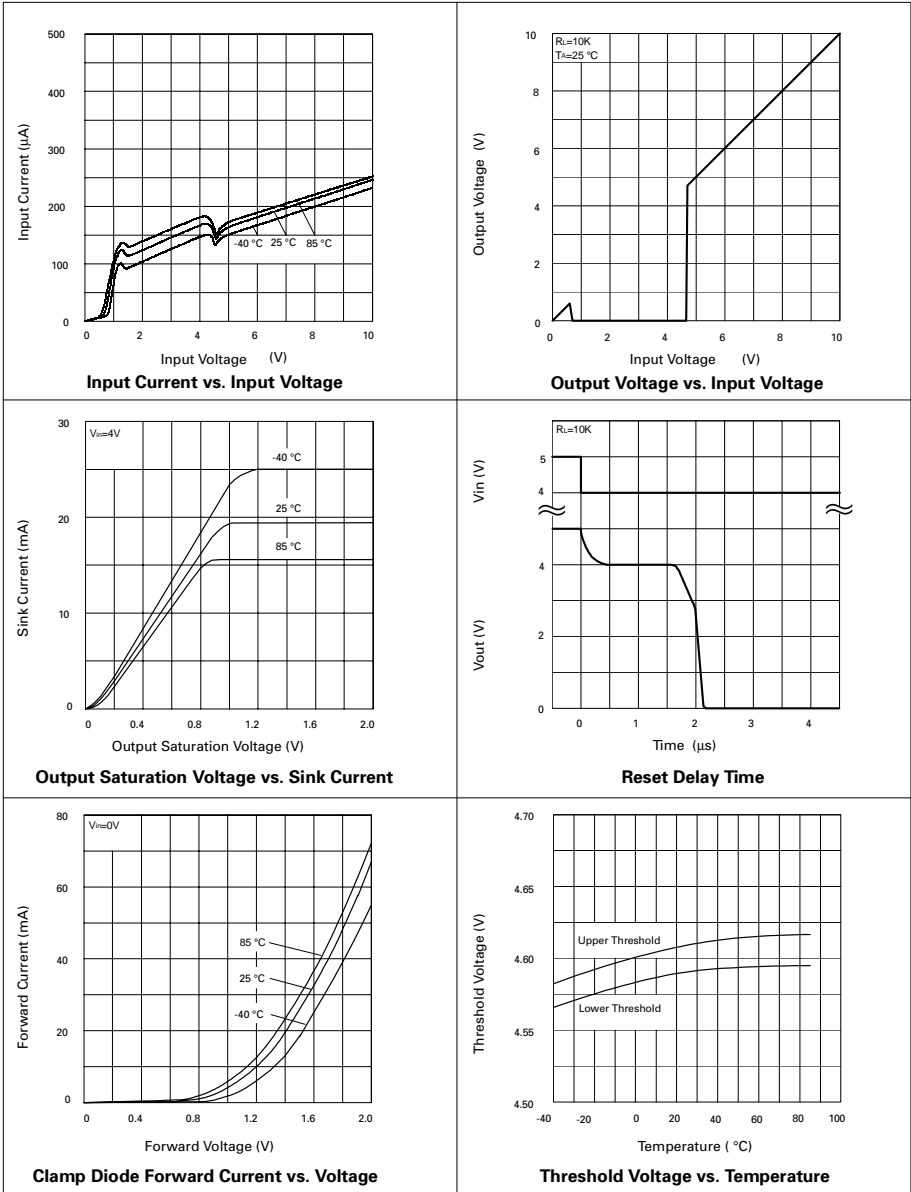 500
400
300
200
100
0
Input Current (µA)
-40 °C 25 °C 85 °C
0 2 4 6 8 10
Input Voltage (V)
Input Current vs. Input Voltage
RL=10K
TA=25 °C
10
8
6
4
2
0
Output Voltage (V)
0 2 4 6 8 10
Input Voltage (V)
Output Voltage vs. Input Voltage
Vin=4V
30
20
10
0
Sink Current (mA)
-40 °C
25 °C
85 °C
0 0.4 0.8 1.2 1.6 2.0
Output Saturation Voltage (V)
Output Saturation Voltage vs. Sink Current
RL=10K
Vin (V)
5
4
Vout (V)
4
2
0
0 1 2 3 4
Time (µs)
Reset Delay Time
Vin=0V
80
60
40
20
0
Forward Current (mA)
85 °C
25 °C
-40 °C
0 0.4 0.8 1.2 1.6 2.0
Forward Voltage (V)
Clamp Diode Forward Current vs. Voltage
4.70
4.65
4.60
4.55
4.50
Threshold Voltage (V)
Upper Threshold
Lower Threshold
-40 -20 0 20 40 -60 -80 100
Temperature ( °C)
Threshold Voltage vs. Temperature